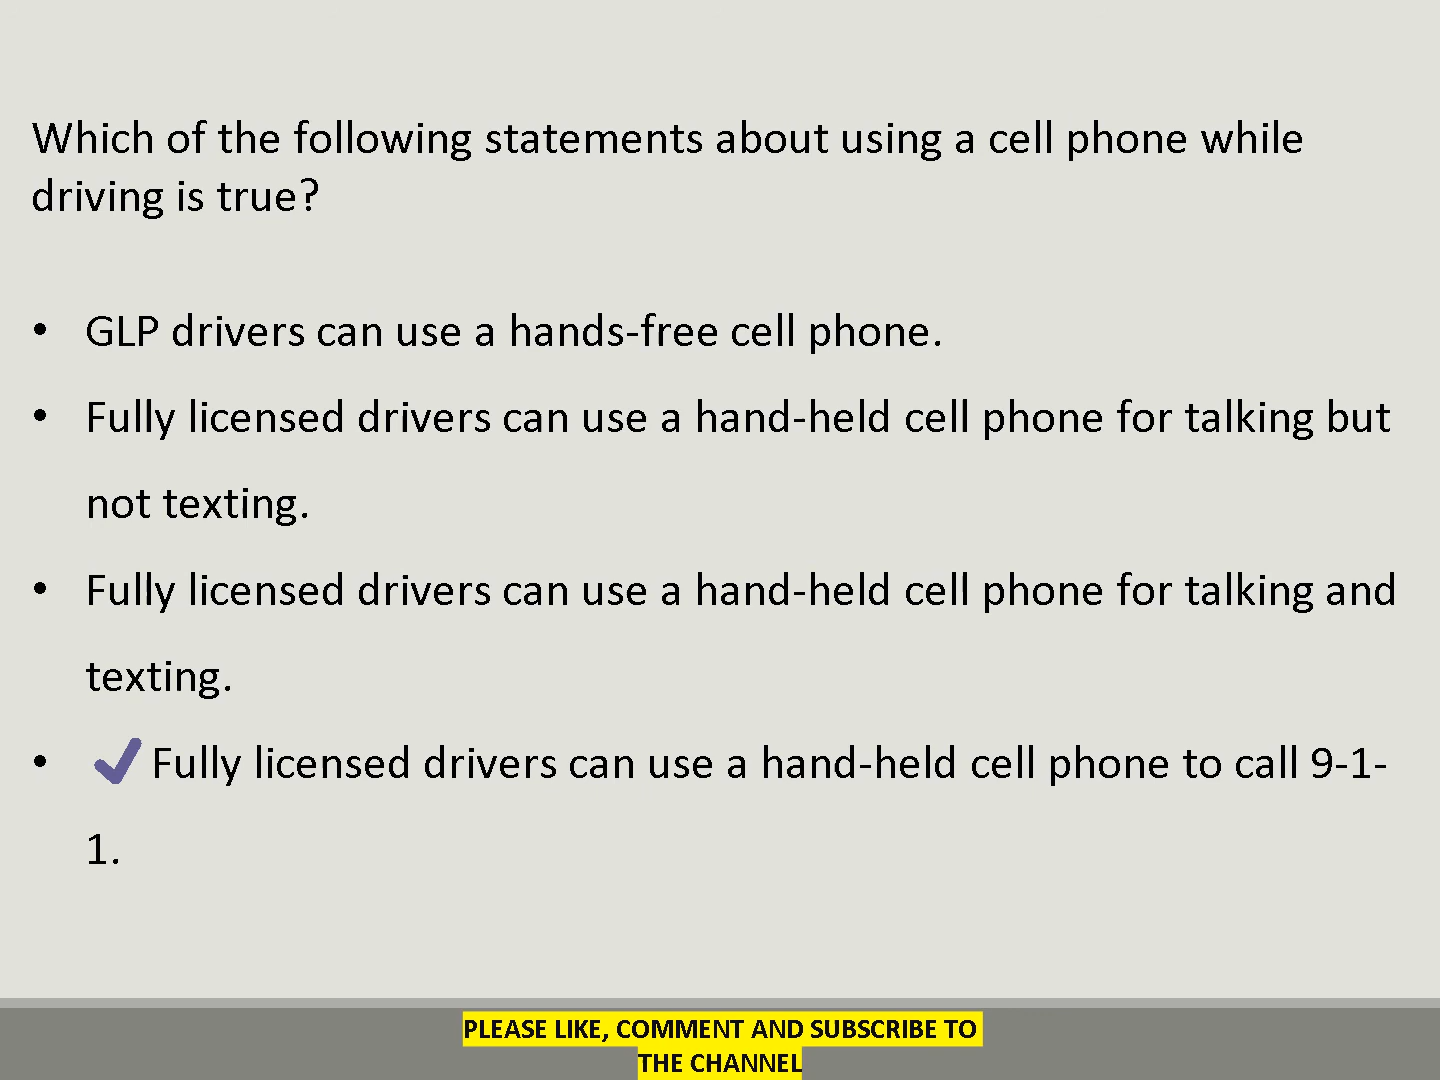 Which of the following statements about using a cell phone while
driving is true?
• GLP drivers can use a hands-free cell phone.
• Fully licensed drivers can use a hand-held cell phone for talking but
not texting.
• Fully licensed drivers can use a hand-held cell phone for talking and
texting.
• ✔Fully licensed drivers can use a hand-held cell phone to call 9-1-
1.
PLEASE LIKE, COMMENT AND SUBSCRIBE TO
THE CHANNEL